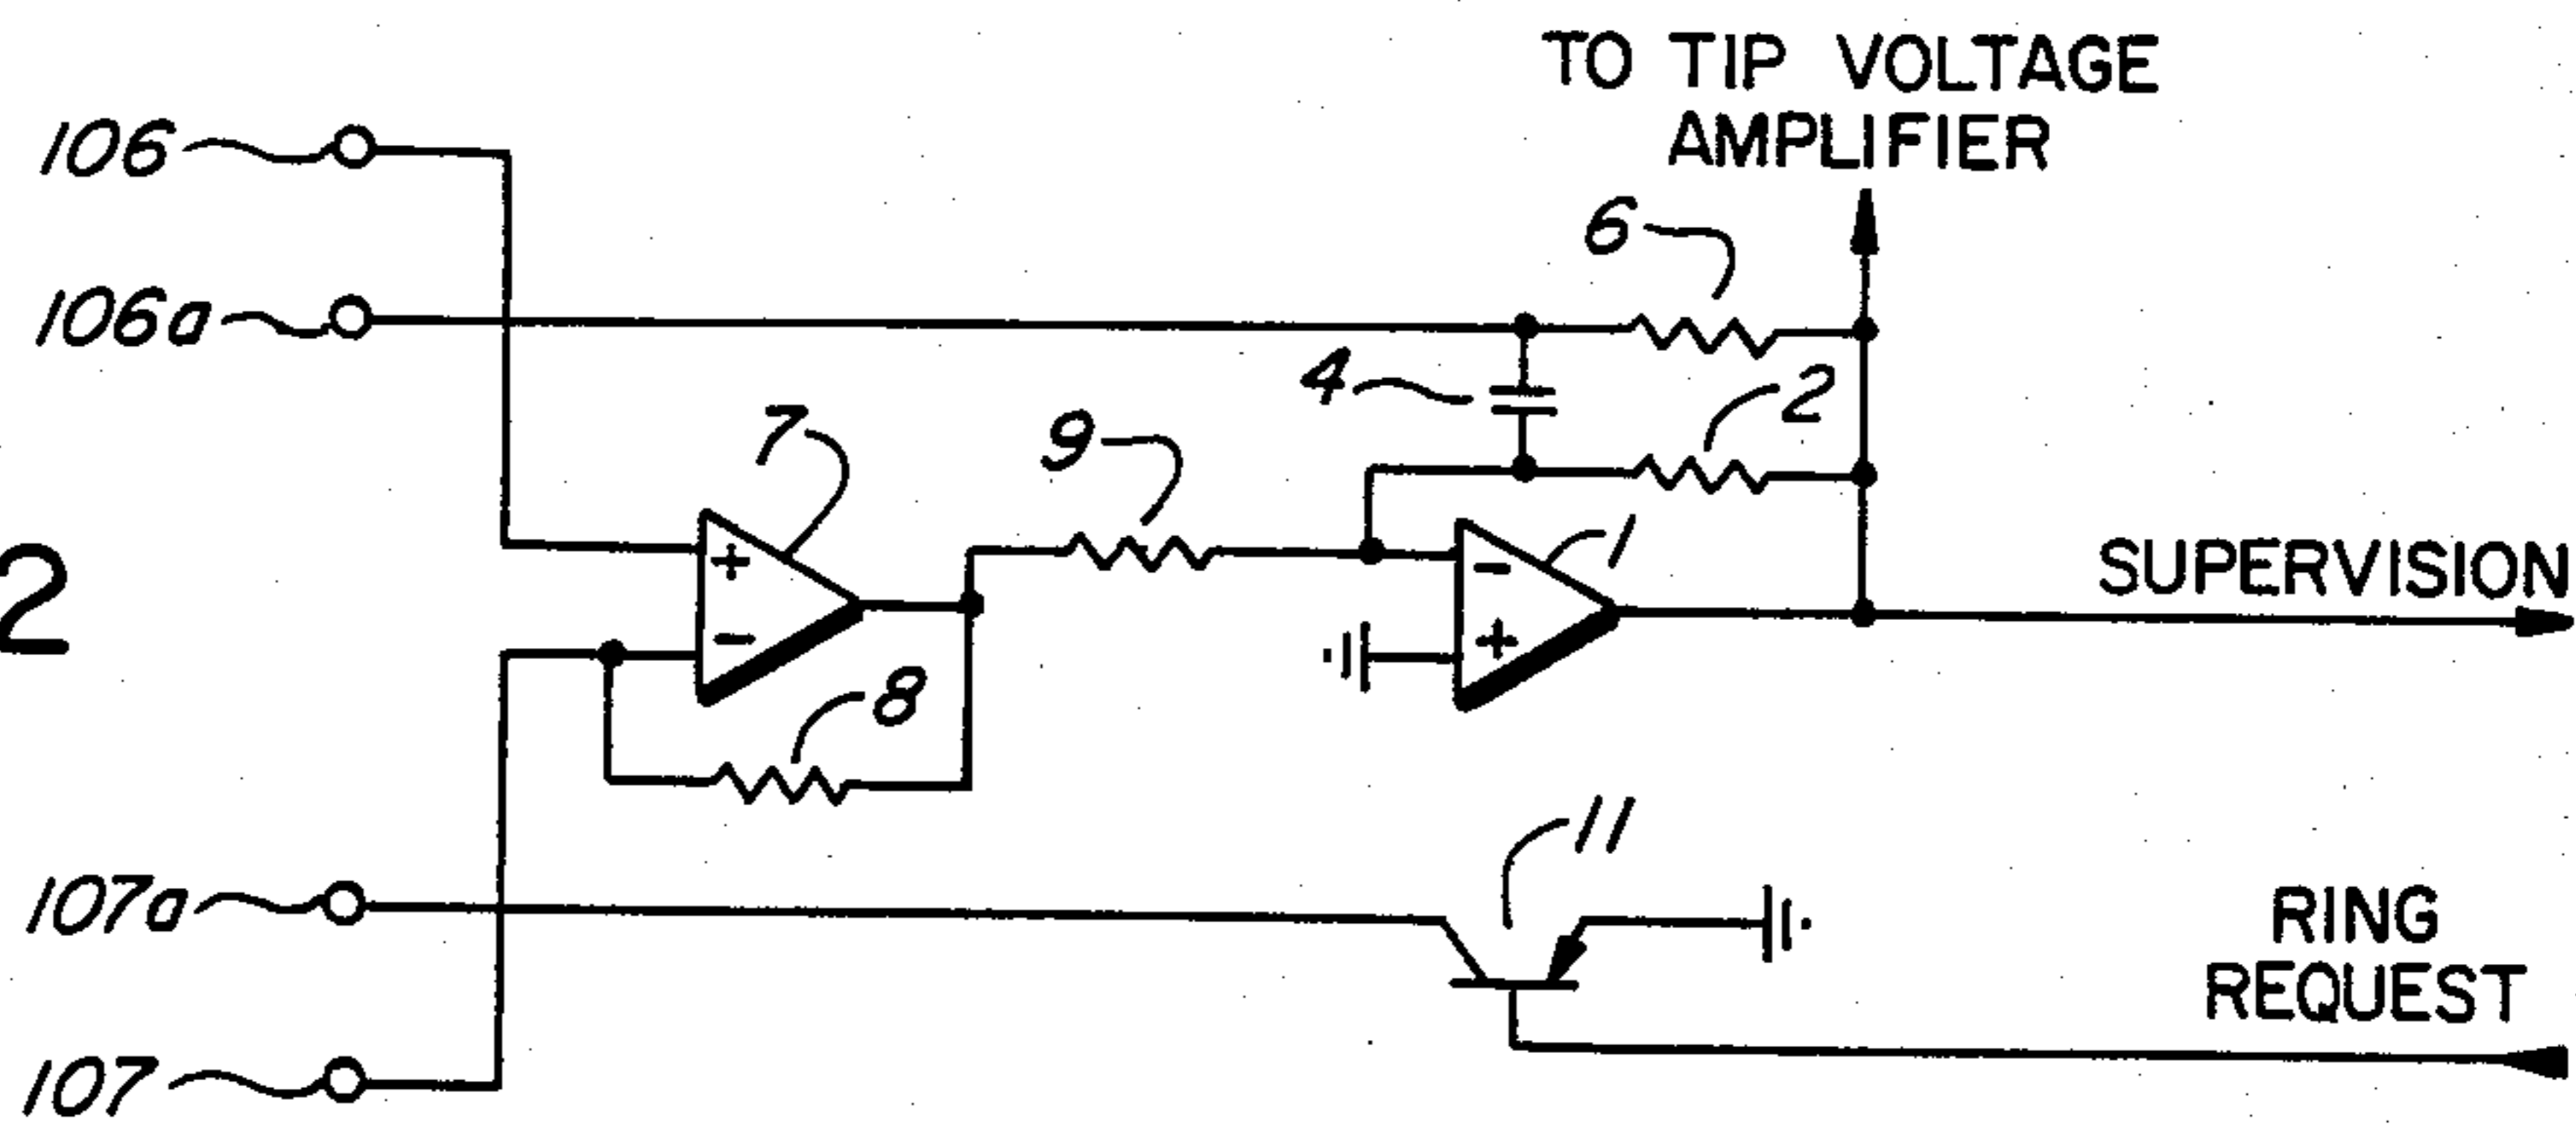 TO TIP VOLTAGE
AMPLIFIER
106
6
106a
4
2
7
9
1
+
-
2
SUPERVISION
-
+
8
11
107a
RING
REQUEST
107